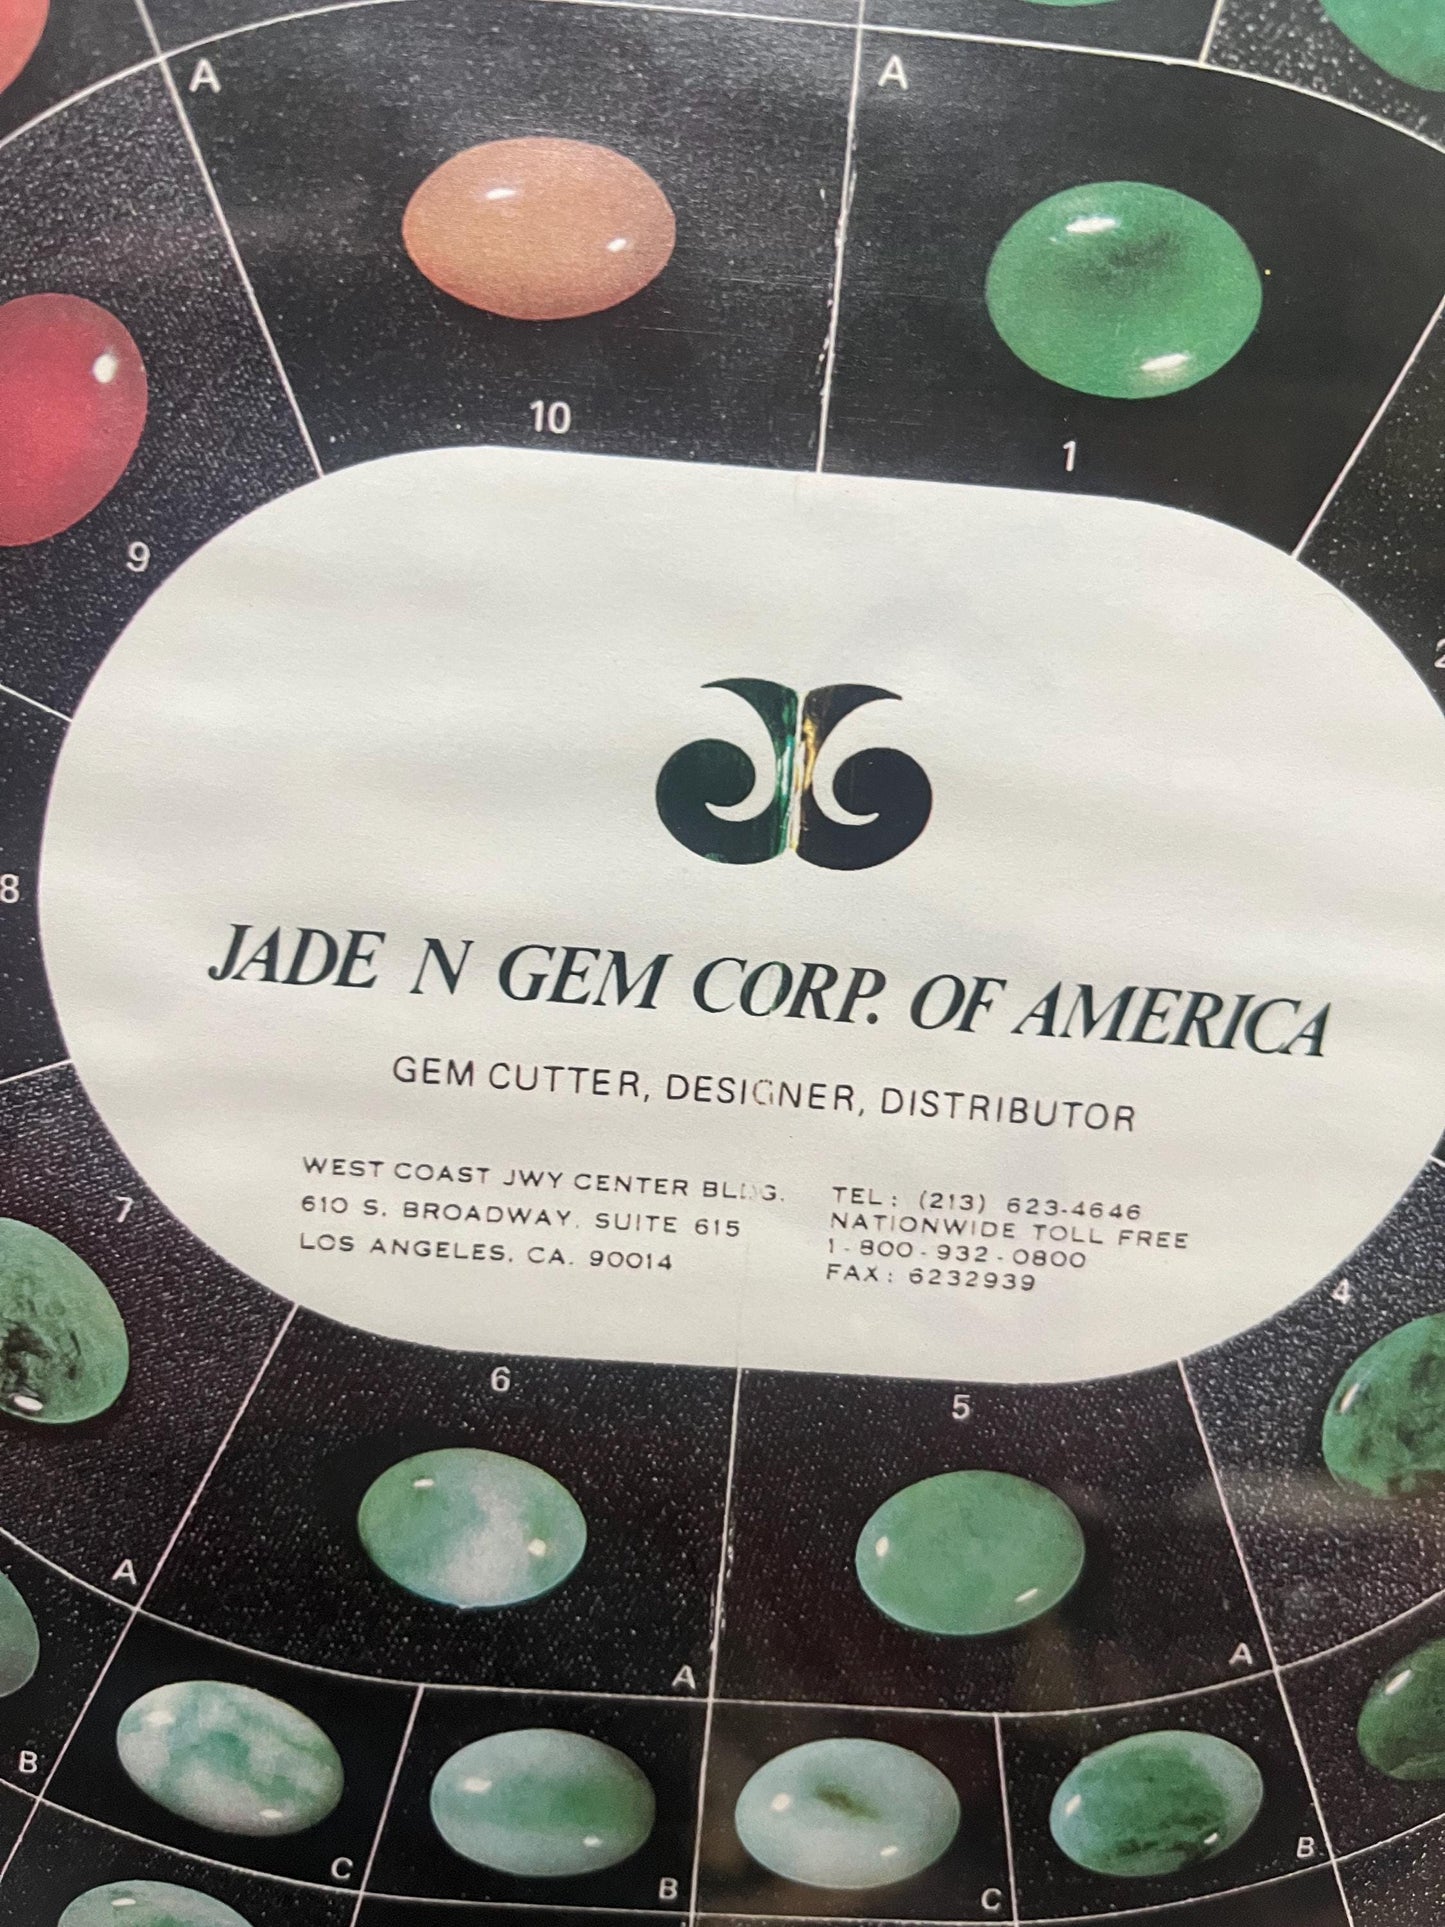 A
A
10
1
9
2
8
JADE N GEM CORP. OF AMERICA
GEM CUTTER, DESIGNER, DISTRIBUTOR
WEST COAST JWY CENTER BLDG.
610 S. BROADWAY, SUITE 615
LOS ANGELES, CA. 90014
TEL: (213) 623-4646
NATIONWIDE TOLL FREE
1-800-932-0800
FAX: 6232939
7
4
6
5
A
A
A
B
C
B
C
B